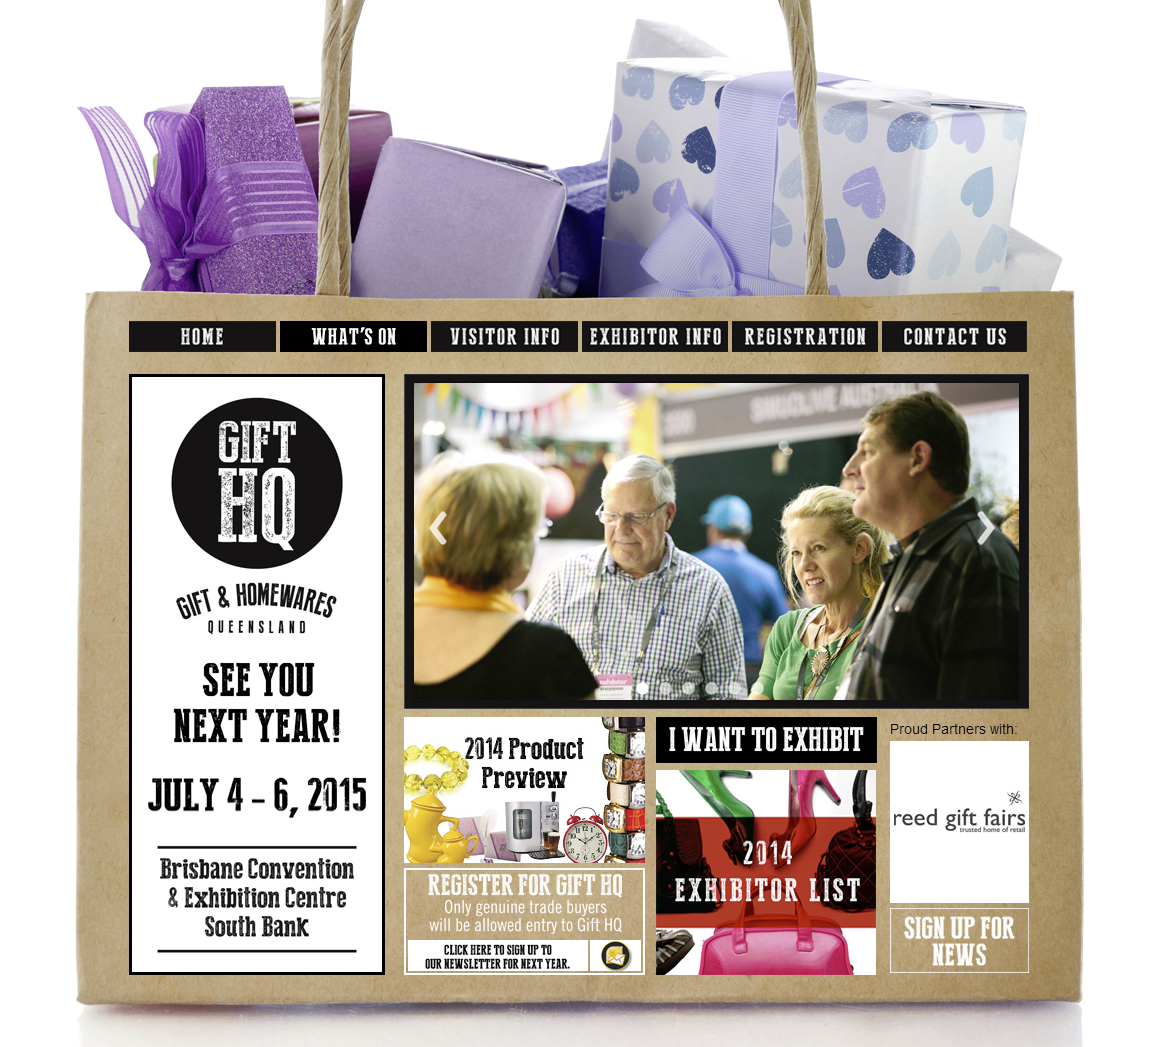 HOME
WHAT'S ON
VISITOR INFO
EXHIBITOR INFO
REGISTRATION
CONTACT US
GIFT
HQ
GIFT & HOMEWARES
QUEENSLAND
SEE YOU
NEXT YEAR!
JULY 4 - 6, 2015
Brisbane Convention
& Exhibition Centre
South Bank
exhibitor
2014 Product
Preview
REGISTER FOR GIFT HQ
Only genuine trade buyers
will be allowed entry to Gift HQ
CLICK HERE TO SIGN UP TO
OUR NEWSLETTER FOR NEXT YEAR.
I WANT TO EXHIBIT
2014
EXHIBITOR LIST
Proud Partners with:
reed gift fairs
trusted home of retail
SIGN UP FOR
NEWS